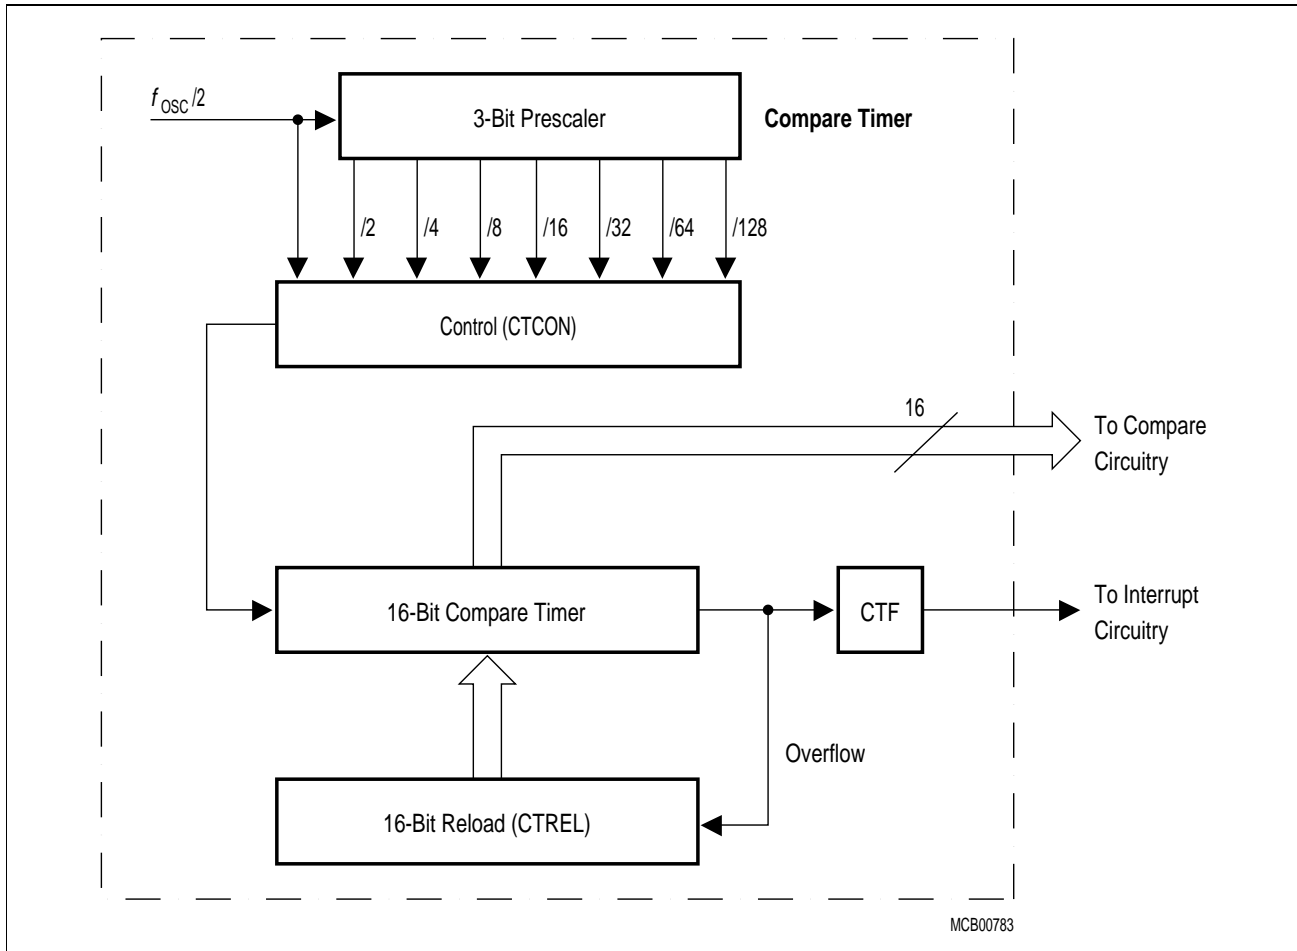 f OSC /2
3-Bit Prescaler
Compare Timer
/2 /4 /8 /16 /32 /64 /128
Control (CTCON)
16
To Compare
Circuitry
16-Bit Compare Timer
CTF
To Interrupt
Circuitry
Overflow
16-Bit Reload (CTREL)
MCB00783